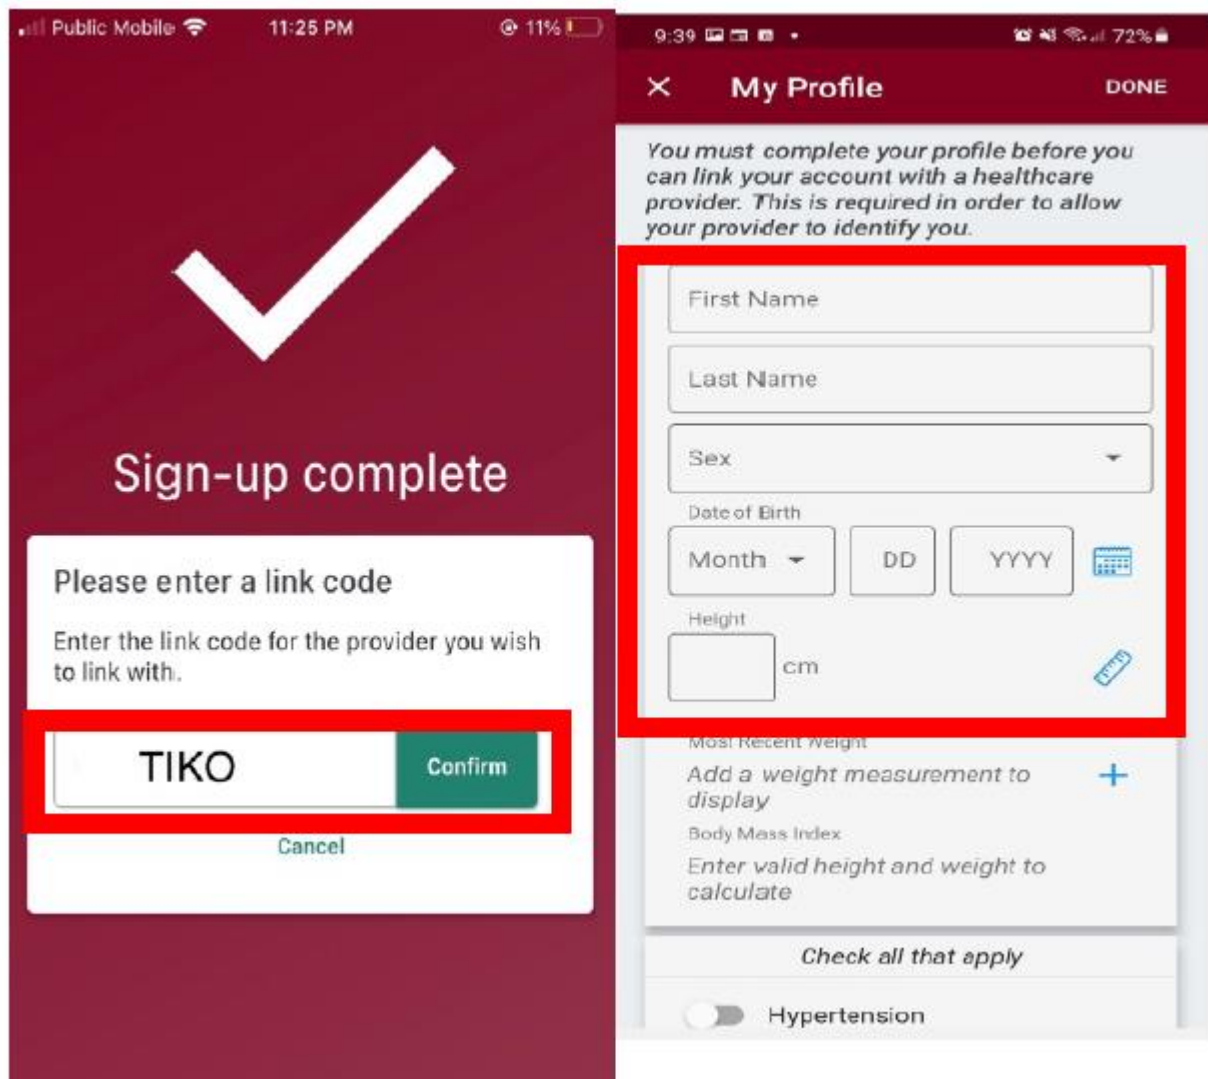 Public Mobile 11:25 PM 11%
Sign-up complete
Please enter a link code
Enter the link code for the provider you wish
to link with.
TIKO Confirm
Cancel
9:39 72%
My Profile DONE
You must complete your profile before you
can link your account with a healthcare
provider. This is required in order to allow
your provider to identify you.
First Name
Last Name
Sex
Date of Birth
Month DD YYYY
Height
cm
Most Recent Weight
Add a weight measurement to
display
Body Mass Index
Enter valid height and weight to
calculate
Check all that apply
Hypertension